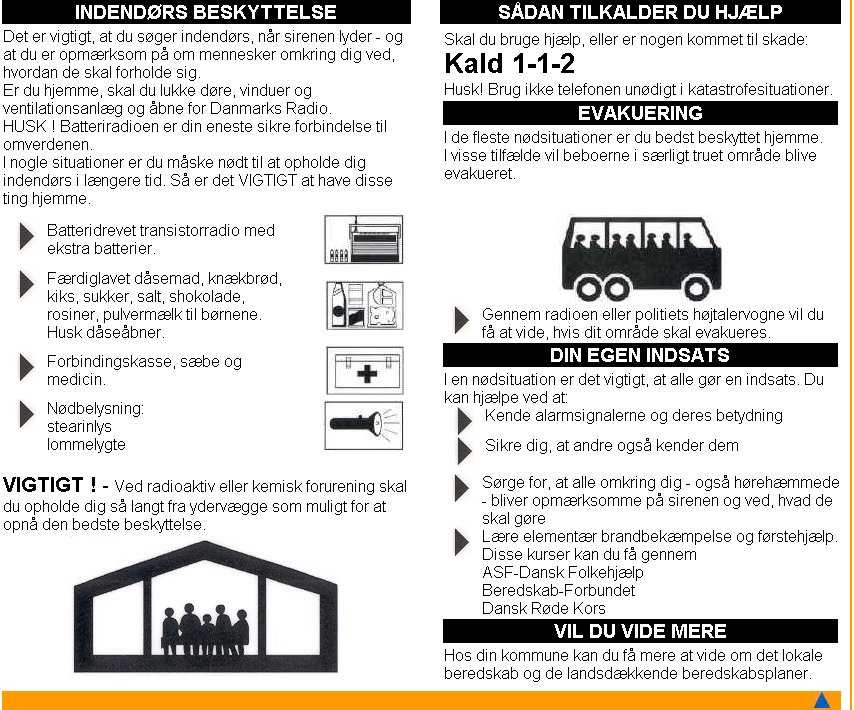 INDENDØRS BESKYTTELSE
Det er vigtigt, at du søger indendørs, når sirenen lyder - og
at du er opmærksom på om mennesker omkring dig ved,
hvordan de skal forholde sig.
Er du hjemme, skal du lukke døre, vinduer og
ventilationsanlæg og åbne for Danmarks Radio.
HUSK ! Batteriradioen er din eneste sikre forbindelse til
omverdenen.
I nogle situationer er du måske nødt til at opholde dig
indendørs i længere tid. Så er det VIGTIGT at have disse
ting hjemme.
Batteridrevet transistorradio med
ekstra batterier.
Færdiglavet dåsemad, knækbrød,
kiks, sukker, salt, shokolade,
rosiner, pulvermælk til børnene.
Husk dåseåbner.
Forbindingskasse, sæbe og
medicin.
Nødbelysning:
stearinlys
lommelygte
VIGTIGT ! - Ved radioaktiv eller kemisk forurening skal
du opholde dig så langt fra ydervægge som muligt for at
opnå den bedste beskyttelse.
SÅDAN TILKALDER DU HJÆLP
Skal du bruge hjælp, eller er nogen kommet til skade:
Kald 1-1-2
Husk! Brug ikke telefonen unødigt i katastrofesituationer.
EVAKUERING
I de fleste nødsituationer er du bedst beskyttet hjemme.
I visse tilfælde vil beboerne i særligt truet område blive
evakueret.
Gennem radioen eller politiets højtalervogne vil du
få at vide, hvis dit område skal evakueres.
DIN EGEN INDSATS
I en nødsituation er det vigtigt, at alle gør en indsats. Du
kan hjælpe ved at:
Kende alarmsignalerne og deres betydning
Sikre dig, at andre også kender dem
Sørge for, at alle omkring dig - også hørehæmmede
- bliver opmærksomme på sirenen og ved, hvad de
skal gøre
Lære elementær brandbekæmpelse og førstehjælp.
Disse kurser kan du få gennem
ASF-Dansk Folkehjælp
Beredskab-Forbundet
Dansk Røde Kors
VIL DU VIDE MERE
Hos din kommune kan du få mere at vide om det lokale
beredskab og de landsdækkende beredskabsplaner.